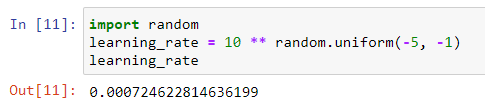 In [11]: import random
learning_rate = 10 ** random.uniform(-5, -1)
learning_rate
Out[11]: 0.000724622814636199